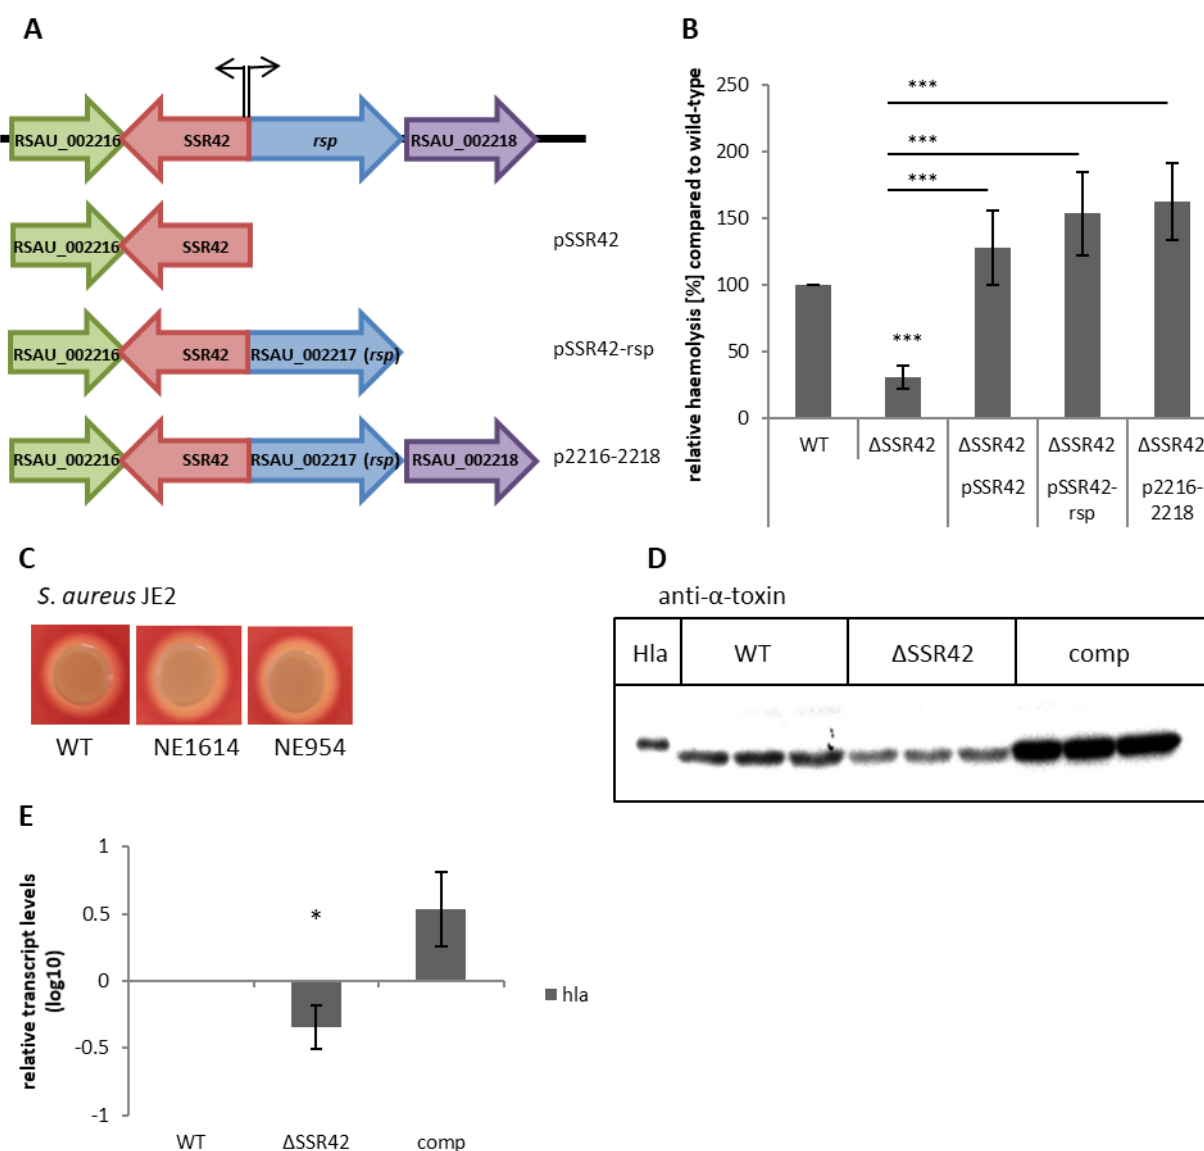 A
RSAU_002216 SSR42 rsp RSAU_002218
RSAU_002216 SSR42 pSSR42
RSAU_002216 SSR42 RSAU_002217 (rsp) pSSR42-rsp
RSAU_002216 SSR42 RSAU_002217 (rsp) RSAU_002218 p2216-2218
B
relative haemolysis [%] compared to wild-type
250
200
150
100
50
0
***
***
***
***
WT ΔSSR42 ΔSSR42 ΔSSR42 ΔSSR42
pSSR42 pSSR42- p2216-
rsp 2218
C
S. aureus JE2
WT NE1614 NE954
D
anti-α-toxin
Hla WT ΔSSR42 comp
E
relative transcript levels
(log10)
1
0.5
0
-0.5
-1
*
hla
WT ΔSSR42 comp